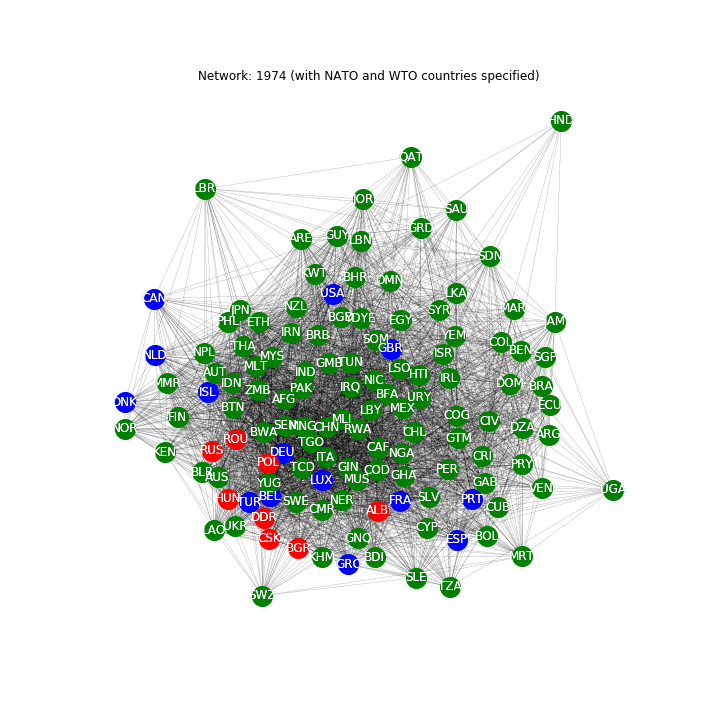 Network: 1974 (with NATO and WTO countries specified)
HND
QAT
LBR
JOR
SAU
GRD
ARE
GUY
LBN
SDN
KWT
BHR
OMN
USA
LKA
CAN
NZL
JPN
SYR
MAR
PHL
ETH
EGY
JAM
IRN
BRB
SOM
YEM
COL
THA
GBR
BEN
NLD
NPL
MYS
ISR
SGP
MLT
GMB
TUN
LSO
AUT
IND
HTI
IRL
MMR
IDN
NIC
DOM
BRA
ISL
ZMB
PAK
IRQ
BFA
URY
AFG
DNK
BTN
LBY
MEX
ECU
FIN
MLI
COG
CIV
NOR
BWA
SEN
MNG
CHN
RWA
CHL
DZA
ARG
ROU
TGO
GTM
KEN
RUS
DEU
ITA
CAF
NGA
CRI
POL
TCD
GIN
COD
PER
PRY
BLR
AUS
YUG
LUX
MUS
GHA
GAB
VEN
UGA
HUN
TUR
BEL
SWE
NER
FRA
SLV
PRT
CUB
DDR
CMR
ALB
LAO
UKR
CYP
CSK
GNQ
ESP
BOL
BGR
KHM
GRC
BDI
MRT
SLE
TZA
SWZ